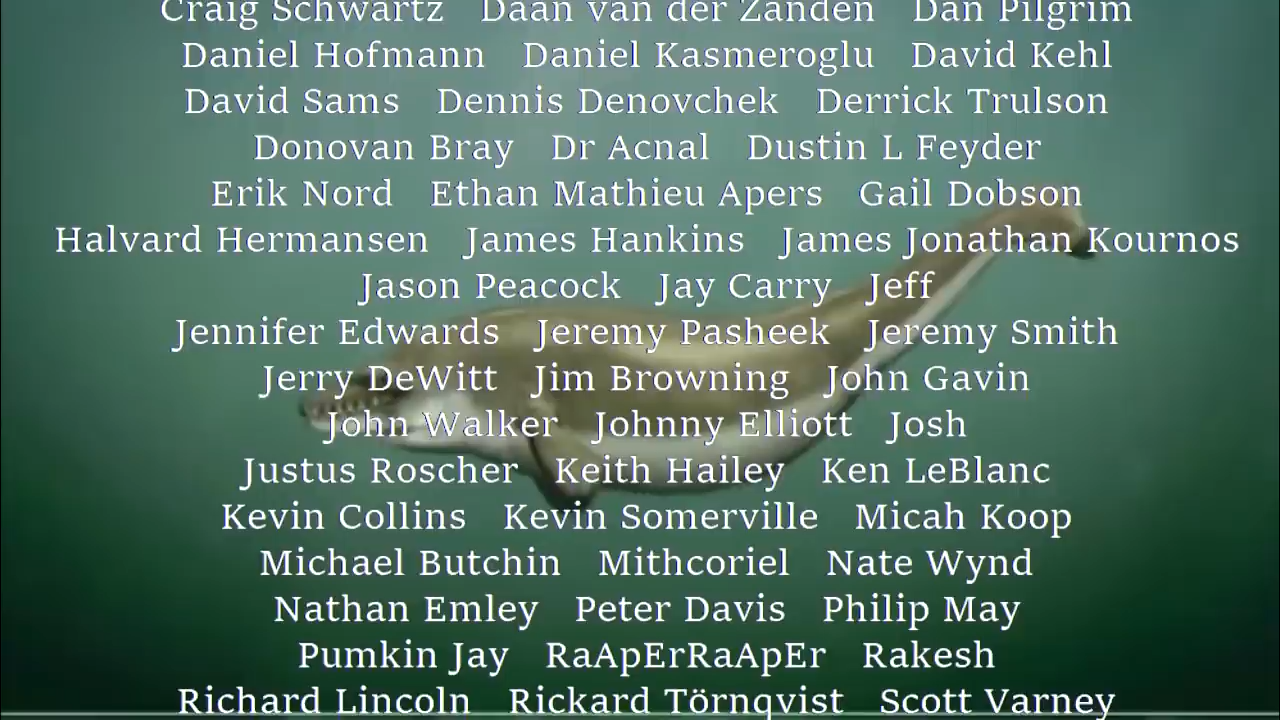 Craig Schwartz Daan van der Zanden Dan Pilgrim
Daniel Hofmann Daniel Kasmeroglu David Kehl
David Sams Dennis Denovchek Derrick Trulson
Donovan Bray Dr Acnal Dustin L Feyder
Erik Nord Ethan Mathieu Apers Gail Dobson
Halvard Hermansen James Hankins James Jonathan Kournos
Jason Peacock Jay Carry Jeff
Jennifer Edwards Jeremy Pasheek Jeremy Smith
Jerry DeWitt Jim Browning John Gavin
John Walker Johnny Elliott Josh
Justus Roscher Keith Hailey Ken LeBlanc
Kevin Collins Kevin Somerville Micah Koop
Michael Butchin Mithcoriel Nate Wynd
Nathan Emley Peter Davis Philip May
Pumkin Jay RaApErRaApEr Rakesh
Richard Lincoln Rickard Törnqvist Scott Varney